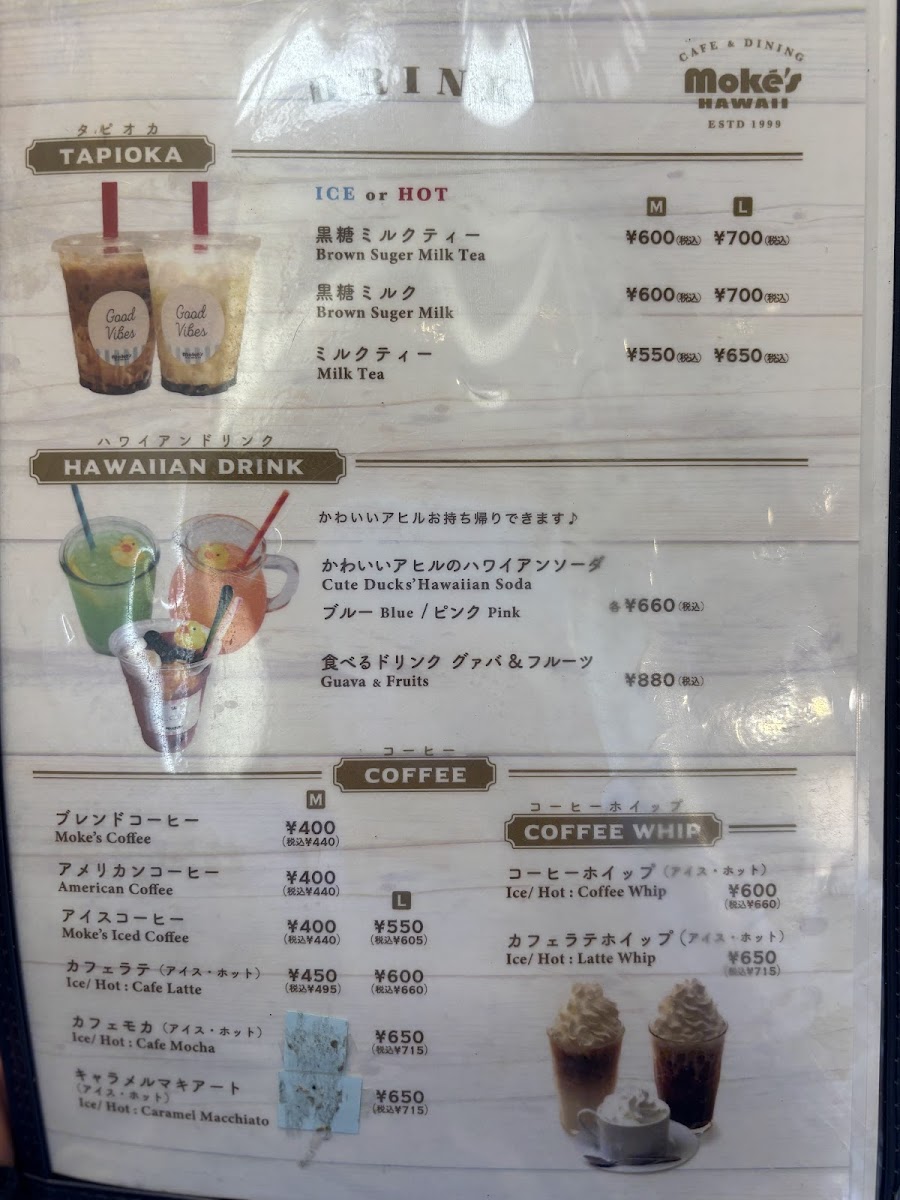 DRINK
CAFE & DINING
Moké's
HAWAII
ESTD 1999
タピオカ
TAPIOKA
ICE or HOT
M L
黒糖ミルクティー ¥600(税込) ¥700(税込)
Brown Suger Milk Tea
黒糖ミルク ¥600(税込) ¥700(税込)
Brown Suger Milk
ミルクティー ¥550(税込) ¥650(税込)
Milk Tea
Good Vibes
Good Vibes
ハワイアンドリンク
HAWAIIAN DRINK
かわいいアヒルお持ち帰りできます♪
かわいいアヒルのハワイアンソーダ
Cute Ducks'Hawaiian Soda
ブルー Blue / ピンク Pink 各¥660(税込)
食べるドリンク グァバ&フルーツ
Guava & Fruits ¥880(税込)
コーヒー
COFFEE
M
ブレンドコーヒー ¥400
Moke's Coffee (税込¥440)
アメリカンコーヒー ¥400
American Coffee (税込¥440)
L
アイスコーヒー ¥400 ¥550
Moke's Iced Coffee (税込¥440) (税込¥605)
カフェラテ(アイス・ホット) ¥450 ¥600
Ice/ Hot : Cafe Latte (税込¥495) (税込¥660)
カフェモカ(アイス・ホット) ¥650
Ice/ Hot : Cafe Mocha (税込¥715)
キャラメルマキアート
(アイス・ホット) ¥650
Ice/ Hot : Caramel Macchiato (税込¥715)
コーヒーホイップ
COFFEE WHIP
コーヒーホイップ(アイス・ホット)
Ice/ Hot : Coffee Whip ¥600
(税込¥660)
カフェラテホイップ(アイス・ホット)
Ice/ Hot : Latte Whip ¥650
(税込¥715)